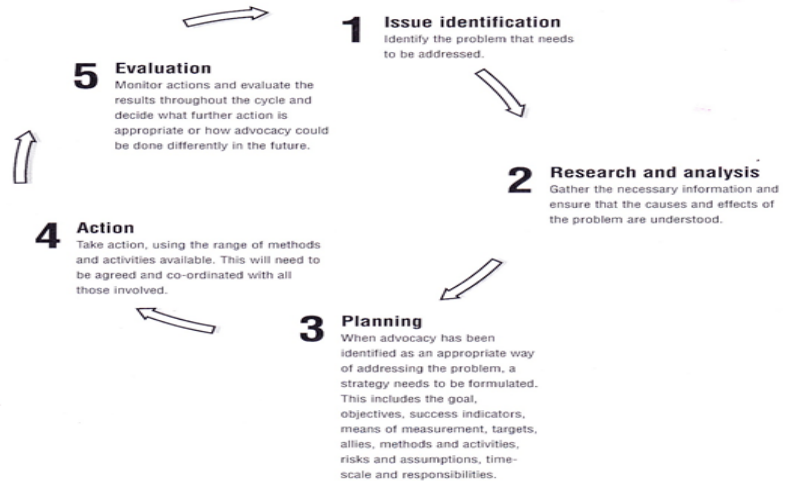 1 Issue identification
Identify the problem that needs
to be addressed.
2 Research and analysis
Gather the necessary information and
ensure that the causes and effects of
the problem are understood.
3 Planning
When advocacy has been
identified as an appropriate way
of addressing the problem, a
strategy needs to be formulated.
This includes the goal,
objectives, success indicators,
means of measurement, targets,
allies, methods and activities,
risks and assumptions, time-
scale and responsibilities.
4 Action
Take action, using the range of methods
and activities available. This will need to
be agreed and co-ordinated with all
those involved.
5 Evaluation
Monitor actions and evaluate the
results throughout the cycle and
decide what further action is
appropriate or how advocacy could
be done differently in the future.